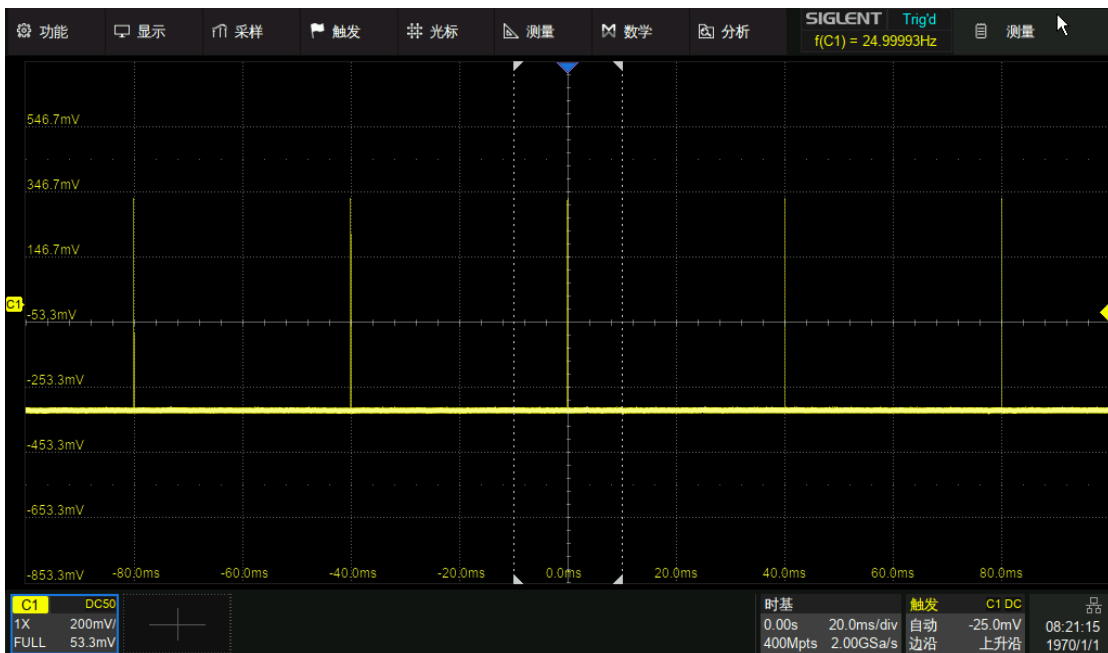 功能 显示 采样 触发 光标 测量 数学 分析 SIGLENT Trig'd 测量
f(C1) = 24.99993Hz
546.7mV
346.7mV
146.7mV
C1
-53.3mV
-253.3mV
-453.3mV
-653.3mV
-853.3mV -80.0ms -60.0ms -40.0ms -20.0ms 0.0ms 20.0ms 40.0ms 60.0ms 80.0ms
C1 DC50 时基 触发 C1 DC
1X 200mV/ 0.00s 20.0ms/div 自动 -25.0mV 08:21:15
FULL 53.3mV 400Mpts 2.00GSa/s 边沿 上升沿 1970/1/1